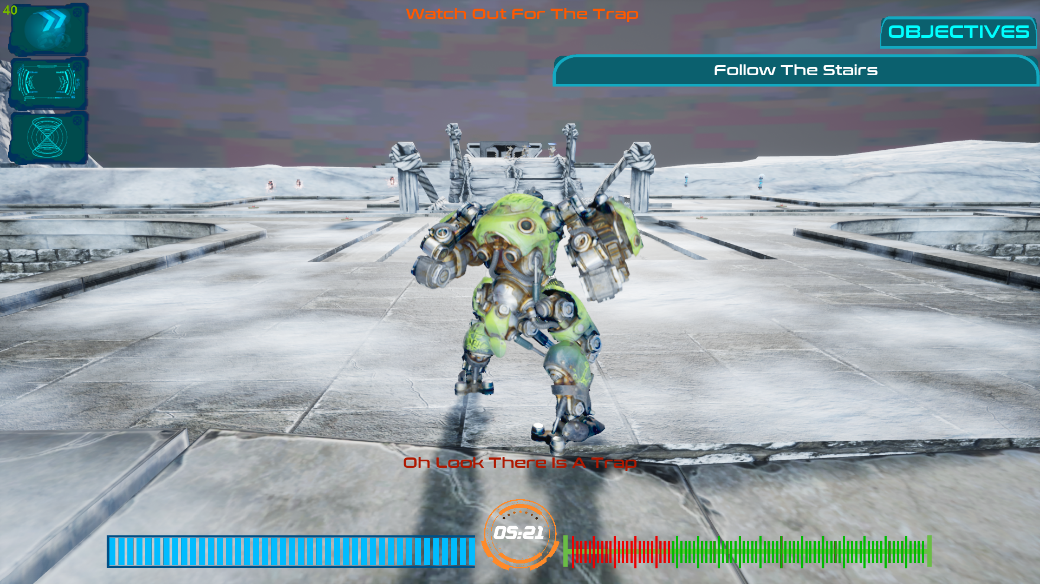 40
Watch Out For The Trap
OBJECTIVES
Follow The Stairs
Oh Look There Is A Trap
05:21